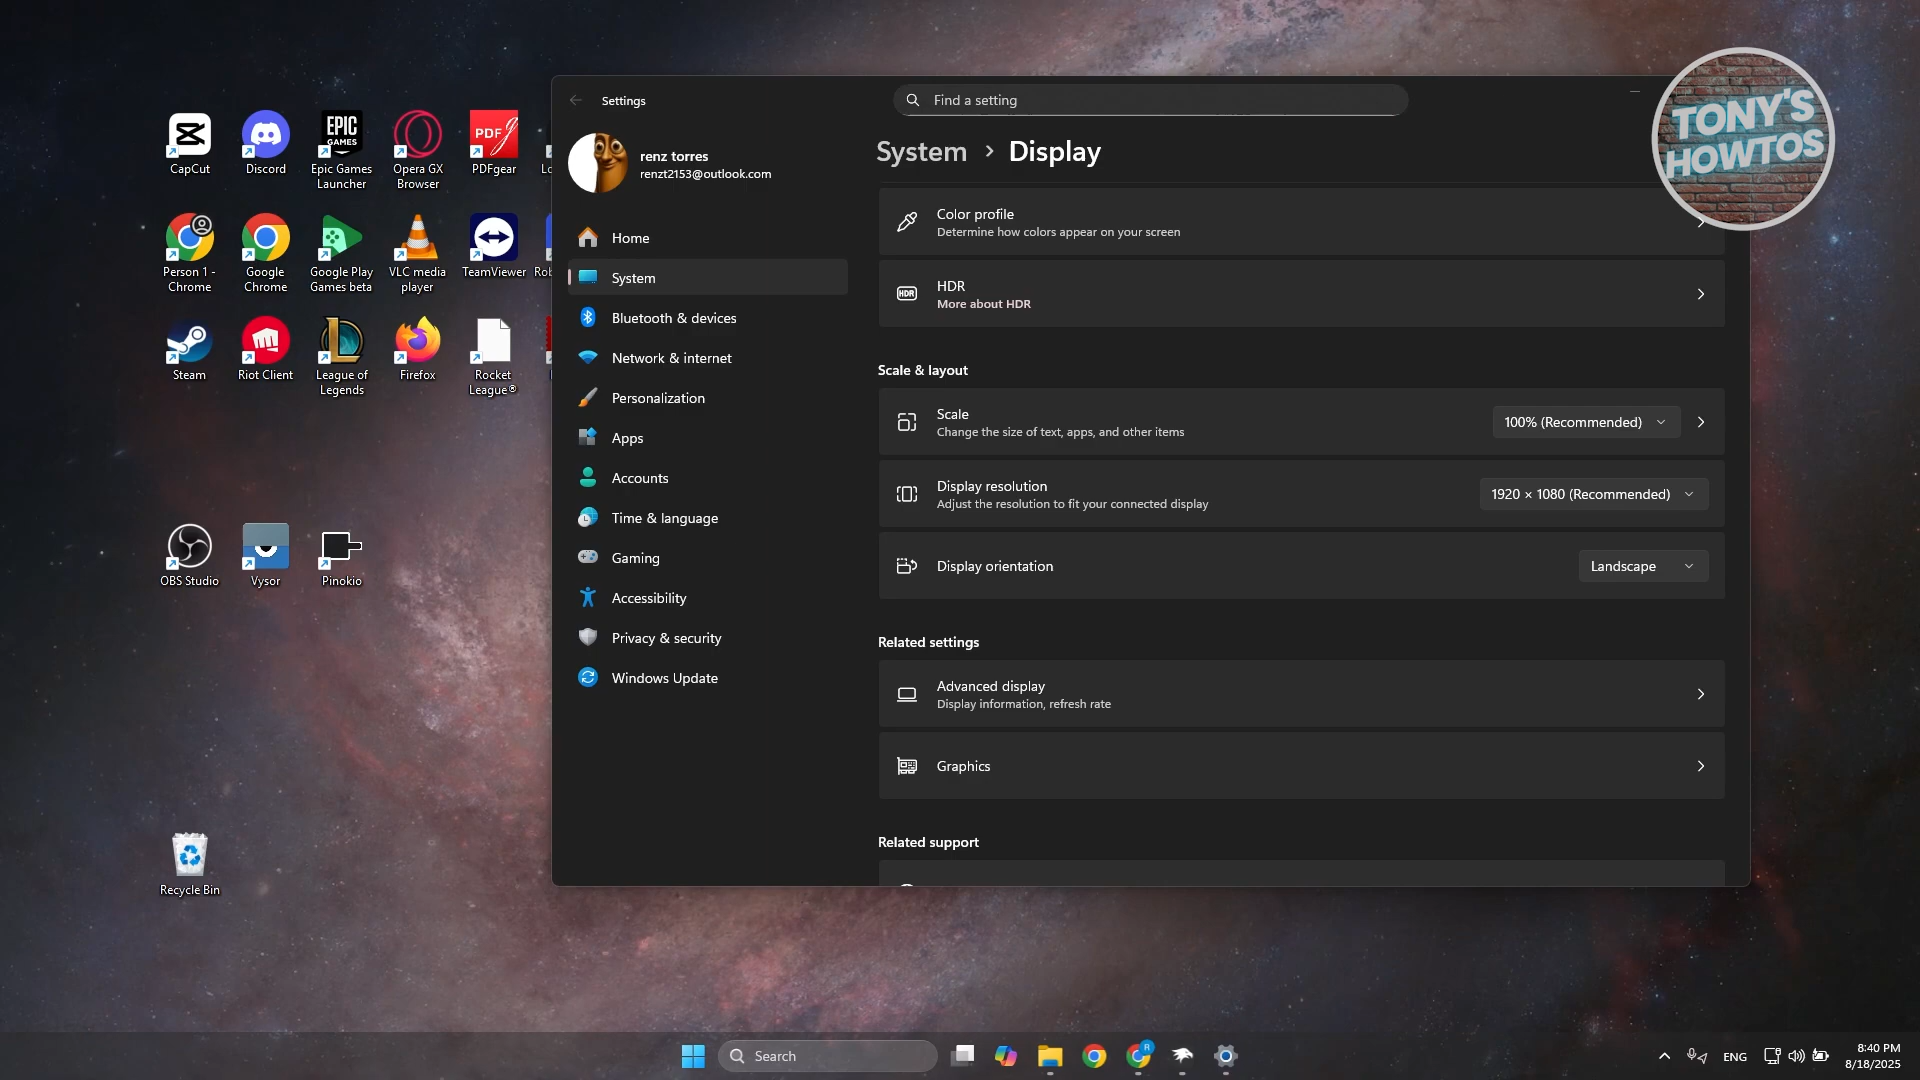 Settings
Find a setting
TONY'S
HOWTOS
renz torres
renzt2153@outlook.com
System > Display
Home
System
Bluetooth & devices
Network & internet
Personalization
Apps
Accounts
Time & language
Gaming
Accessibility
Privacy & security
Windows Update
Color profile
Determine how colors appear on your screen
HDR
HDR
More about HDR
Scale & layout
Scale
Change the size of text, apps, and other items
100% (Recommended)
Display resolution
Adjust the resolution to fit your connected display
1920 × 1080 (Recommended)
Display orientation
Landscape
Related settings
Advanced display
Display information, refresh rate
Graphics
Related support
CapCut
Discord
EPIC
GAMES
Epic Games
Launcher
Opera GX
Browser
PDF
PDFgear
Person 1 -
Chrome
Google
Chrome
Google Play
Games beta
VLC media
player
TeamViewer
Steam
Riot Client
League of
Legends
Firefox
Rocket
League®
OBS Studio
Vysor
Pinokio
Recycle Bin
Search
R
ENG
8:40 PM
8/18/2025